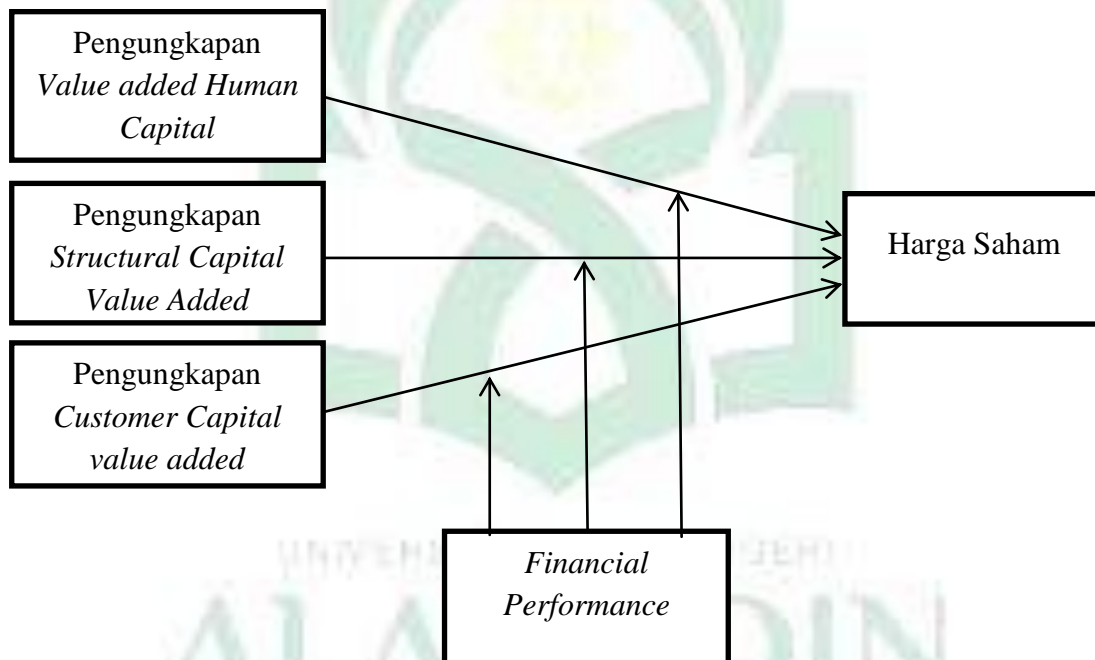 Pengungkapan
Value added Human
Capital
Pengungkapan
Structural Capital
Value Added
Pengungkapan
Customer Capital
value added
Harga Saham
Financial
Performance